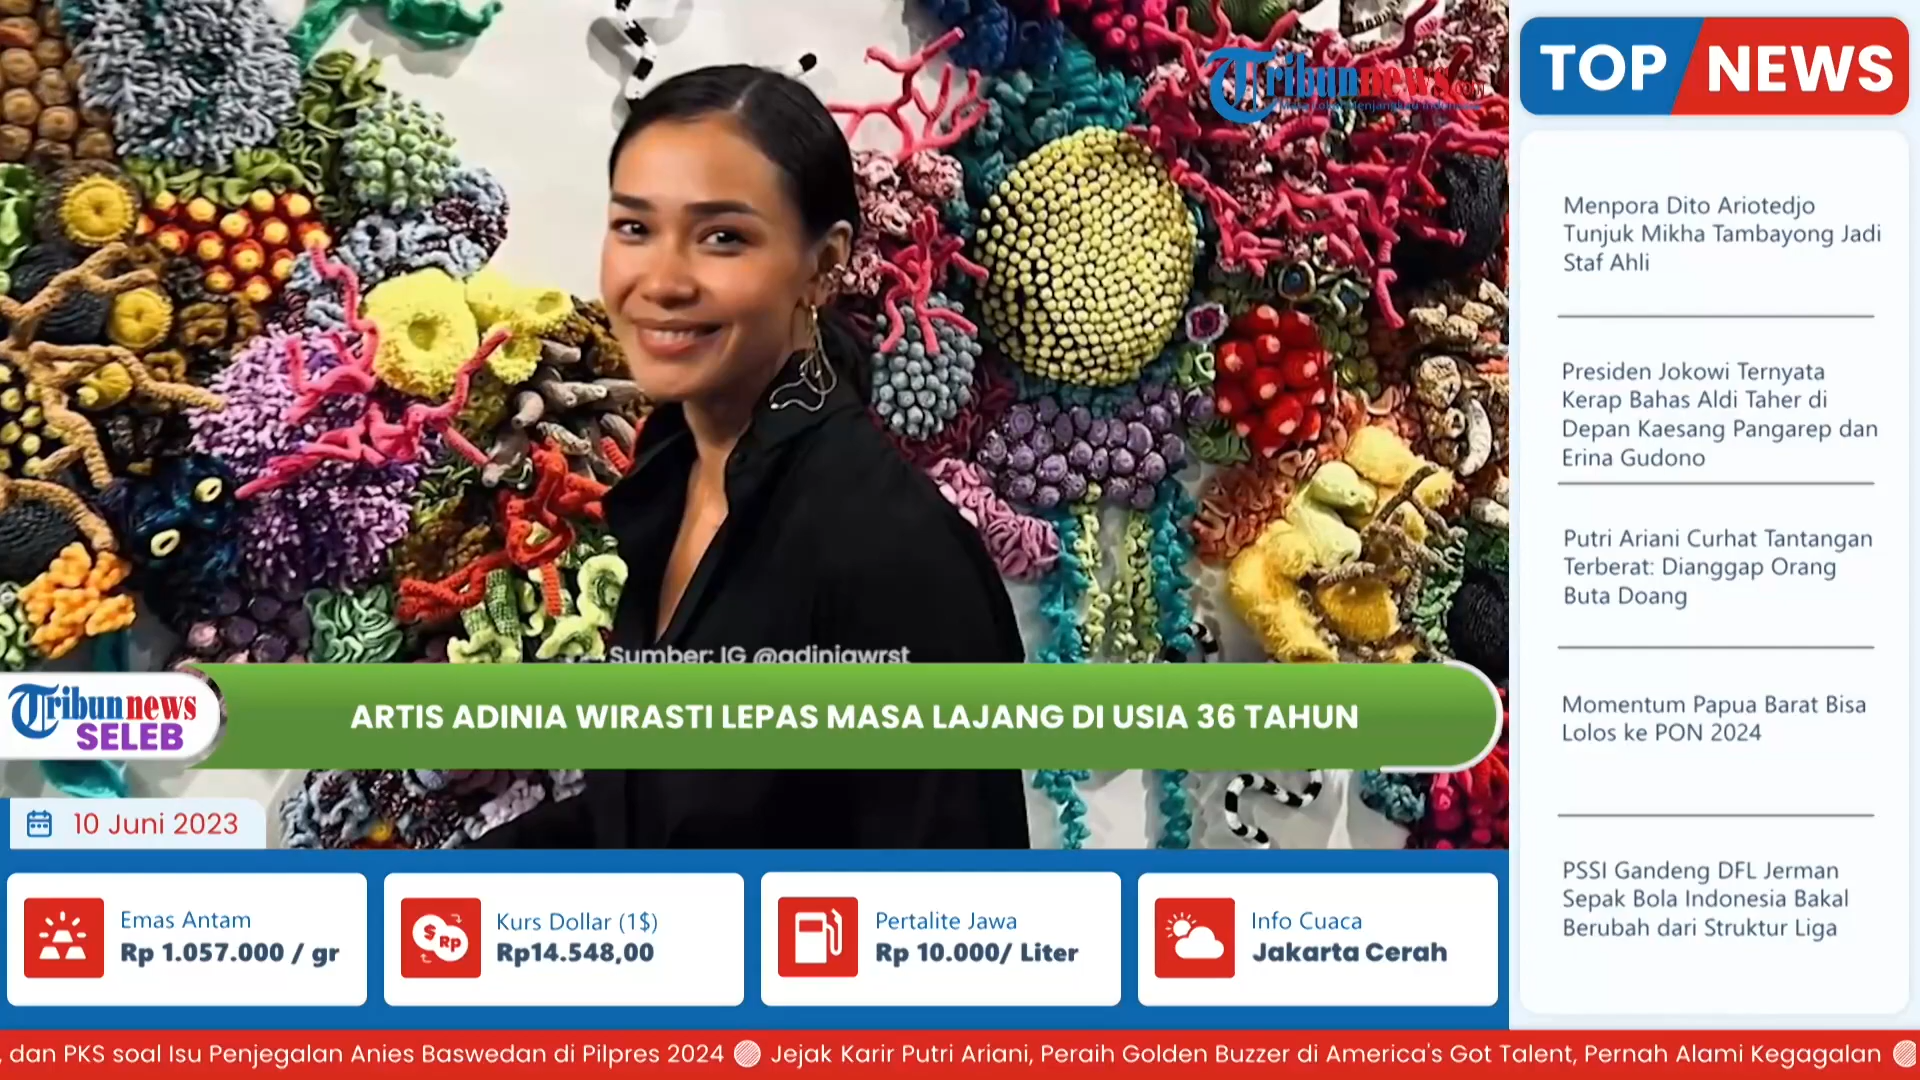 Tribunnews.com
TOP NEWS
Menpora Dito Ariotedjo
Tunjuk Mikha Tambayong Jadi
Staf Ahli
Presiden Jokowi Ternyata
Kerap Bahas Aldi Taher di
Depan Kaesang Pangarep dan
Erina Gudono
Putri Ariani Curhat Tantangan
Terberat: Dianggap Orang
Buta Doang
Momentum Papua Barat Bisa
Lolos ke PON 2024
PSSI Gandeng DFL Jerman
Sepak Bola Indonesia Bakal
Berubah dari Struktur Liga
Sumber: IG @adiniawrst
Tribunnews
SELEB
ARTIS ADINIA WIRASTI LEPAS MASA LAJANG DI USIA 36 TAHUN
10 Juni 2023
Emas Antam
Rp 1.057.000 / gr
Kurs Dollar (1$)
Rp14.548,00
Pertalite Jawa
Rp 10.000/ Liter
Info Cuaca
Jakarta Cerah
, dan PKS soal Isu Penjegalan Anies Baswedan di Pilpres 2024 Jejak Karir Putri Ariani, Peraih Golden Buzzer di America's Got Talent, Pernah Alami Kegagalan